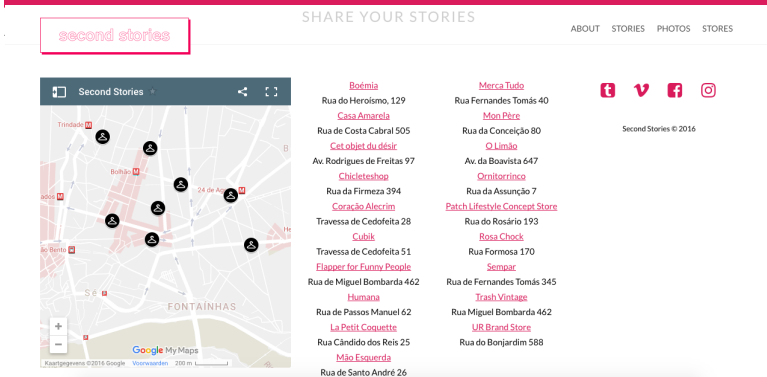 SHARE YOUR STORIES
second stories
ABOUT STORIES PHOTOS STORES
Second Stories
Trindade
Bolhão
24 de Ag
ão Bento
Sé
FONTAÍNHAS
+
−
Google My Maps
Kaartgegevens ©2016 Google Voorwaarden 200 m
Boémia
Rua do Heroísmo, 129
Casa Amarela
Rua de Costa Cabral 505
Cet objet du désir
Av. Rodrigues de Freitas 97
Chicleteshop
Rua da Firmeza 394
Coração Alecrim
Travessa de Cedofeita 28
Cubik
Travessa de Cedofeita 51
Flapper for Funny People
Rua de Miguel Bombarda 462
Humana
Rua de Passos Manuel 62
La Petit Coquette
Rua Cândido dos Reis 25
Mão Esquerda
Rua de Santo André 26
Merca Tudo
Rua Fernandes Tomás 40
Mon Père
Rua da Conceição 80
O Limão
Av. da Boavista 647
Ornitorrinco
Rua da Assunção 7
Patch Lifestyle Concept Store
Rua do Rosário 193
Rosa Chock
Rua Formosa 170
Sempar
Rua de Fernandes Tomás 345
Trash Vintage
Rua Miguel Bombarda 462
UR Brand Store
Rua do Bonjardim 588
Second Stories © 2016